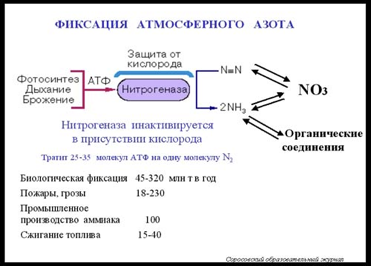 ФИКСАЦИЯ АТМОСФЕРНОГО АЗОТА
Защита от
кислорода
Фотосинтез
Дыхание
Брожение
АТФ
Нитрогеназа
N≡N
2NH3
NO3
Органические
соединения
Нитрогеназа инактивируется
в присутствии кислорода
Тратит 25-35 молекул АТФ на одну молекулу N2
Биологическая фиксация 45-320 млн т в год
Пожары, грозы 18-230
Промышленное
производство аммиака 100
Сжигание топлива 15-40
Соросовский образовательный журнал